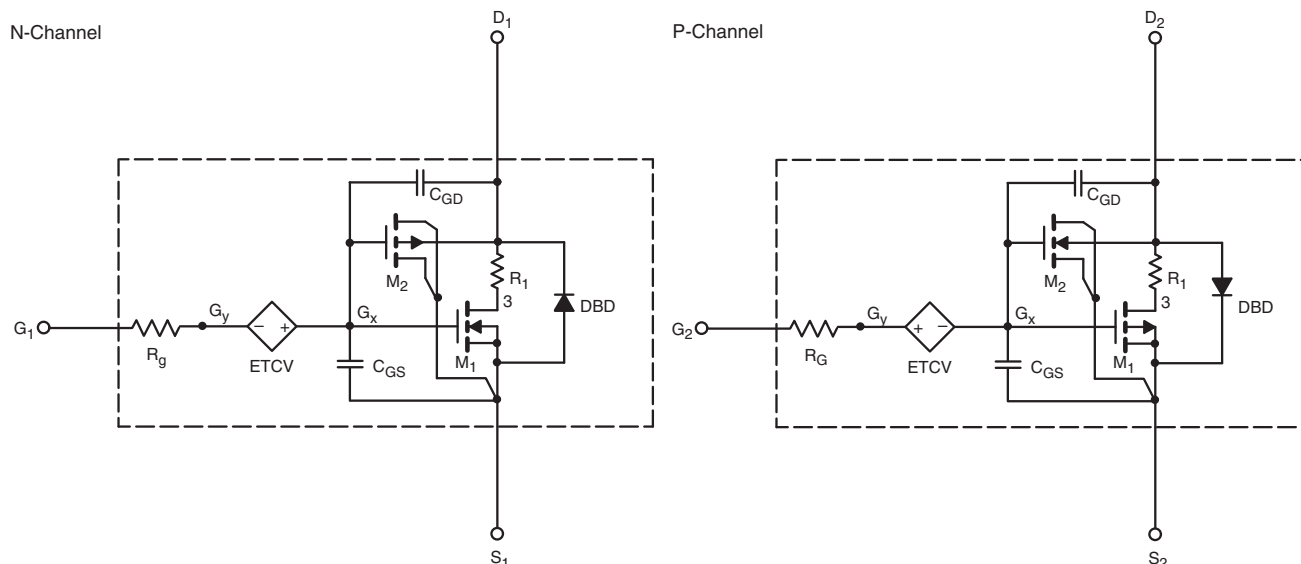 N-Channel
D1
CGD
M2
R1
3
DBD
G1
Rg
Gy
− +
ETCV
Gx
M1
CGS
S1
P-Channel
D2
CGD
M2
R1
3
DBD
G2
RG
Gy
+ −
ETCV
Gx
M1
CGS
S2